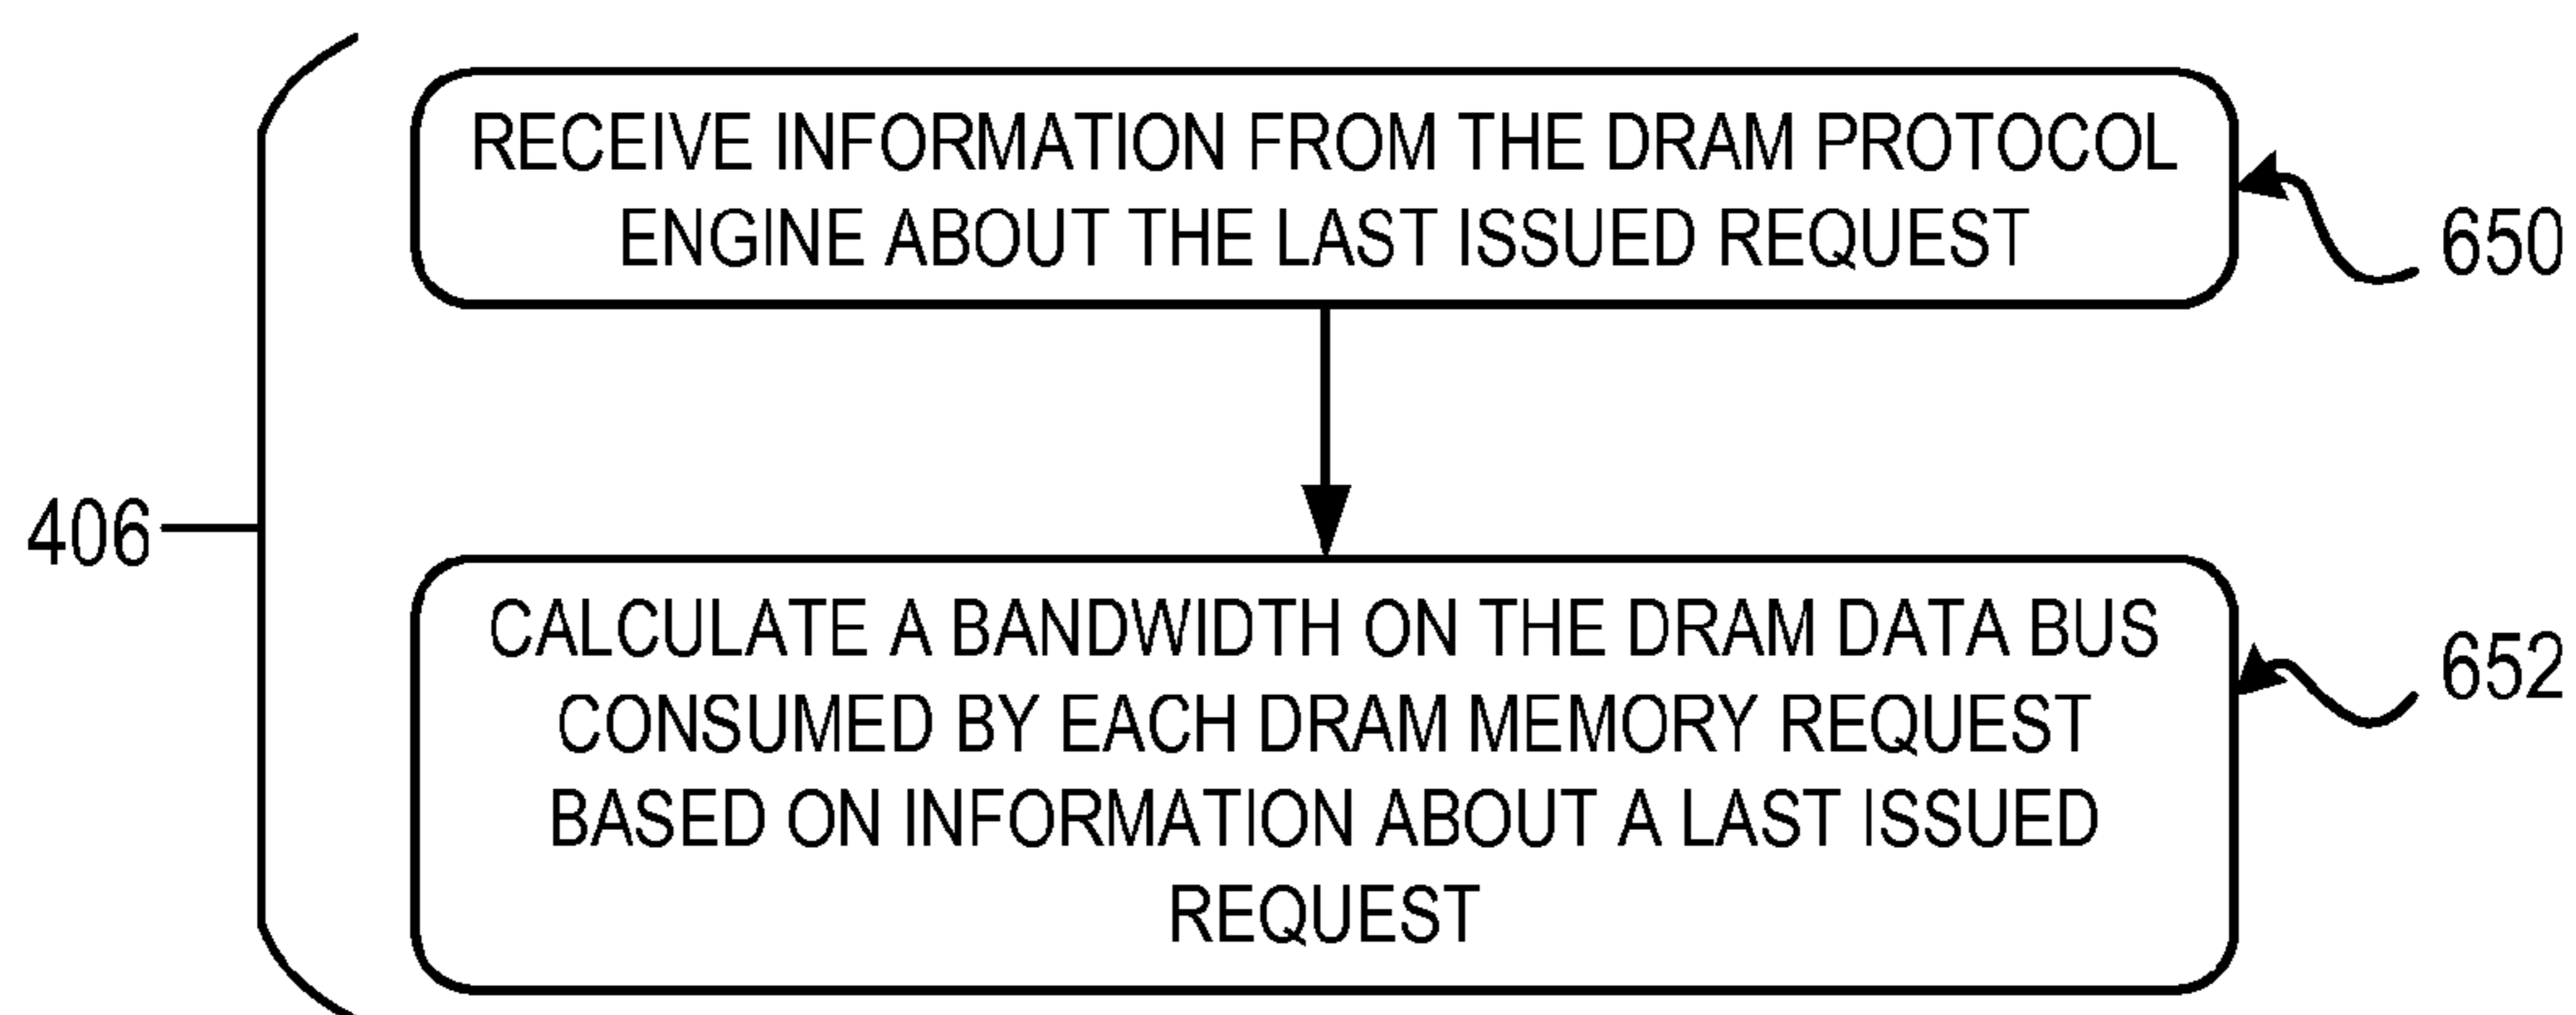 RECEIVE INFORMATION FROM THE DRAM PROTOCOL
ENGINE ABOUT THE LAST ISSUED REQUEST
650
406
CALCULATE A BANDWIDTH ON THE DRAM DATA BUS
CONSUMED BY EACH DRAM MEMORY REQUEST
BASED ON INFORMATION ABOUT A LAST ISSUED
REQUEST
652